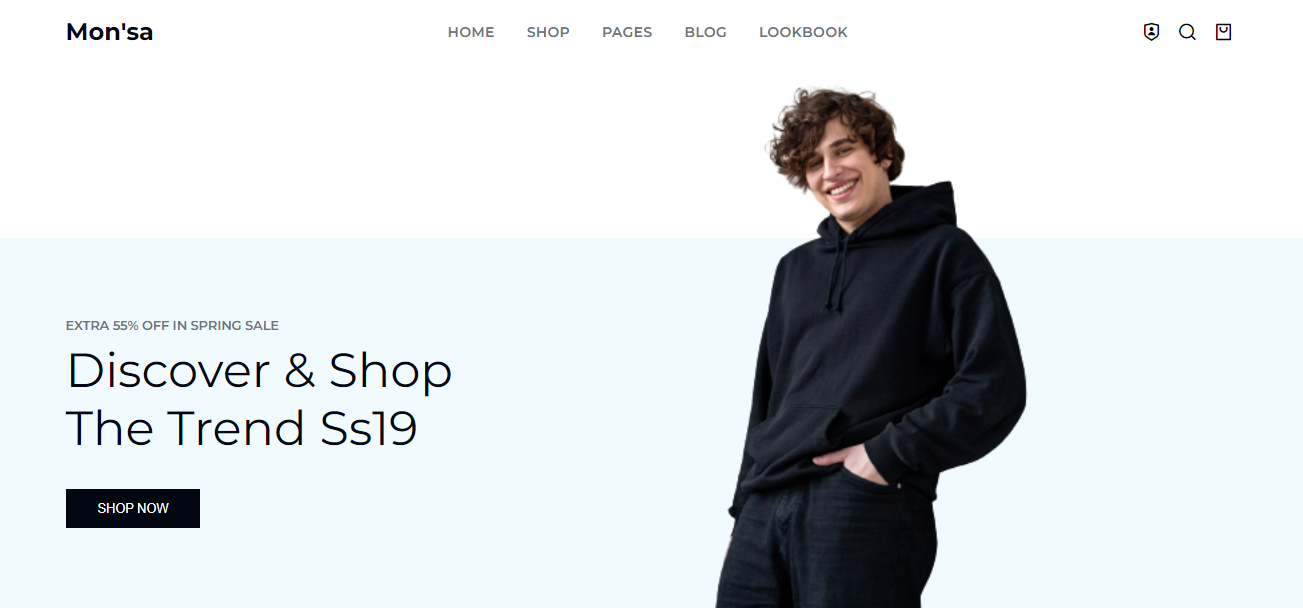 Mon'sa
HOME SHOP PAGES BLOG LOOKBOOK
EXTRA 55% OFF IN SPRING SALE
Discover & Shop
The Trend Ss19
SHOP NOW